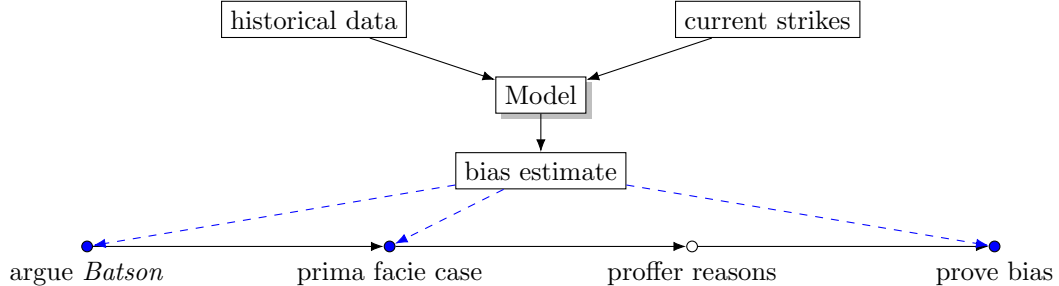 historical data
current strikes
Model
bias estimate
argue Batson
prima facie case
proffer reasons
prove bias